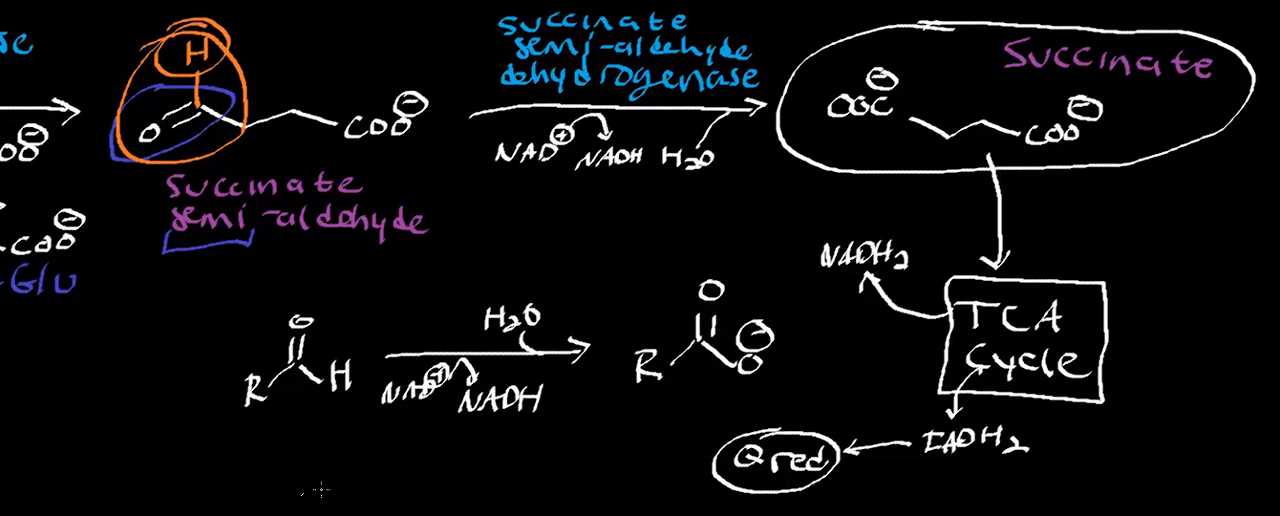 succinate
semi-aldehyde
dehydrogenase
Succinate
H
O
COO⊖
OOC⊖
COO⊖
NAD⊕
NADH
H2O
OO⊖
Succinate
semi-aldehyde
COO⊖
Glu
NADH2
TCA
Cycle
H2O
O
R
H
NAD⊕
NADH
O
R
O⊖
FADH2
Q red